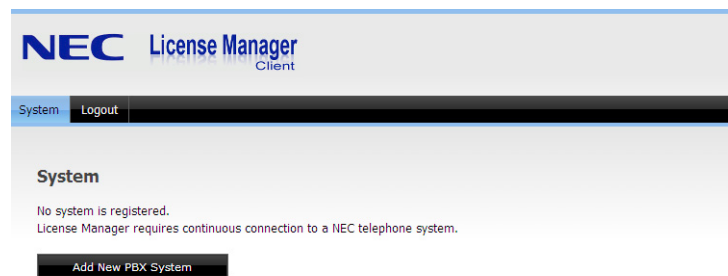 NEC License Manager
Client
System Logout
System
No system is registered.
License Manager requires continuous connection to a NEC telephone system.
Add New PBX System